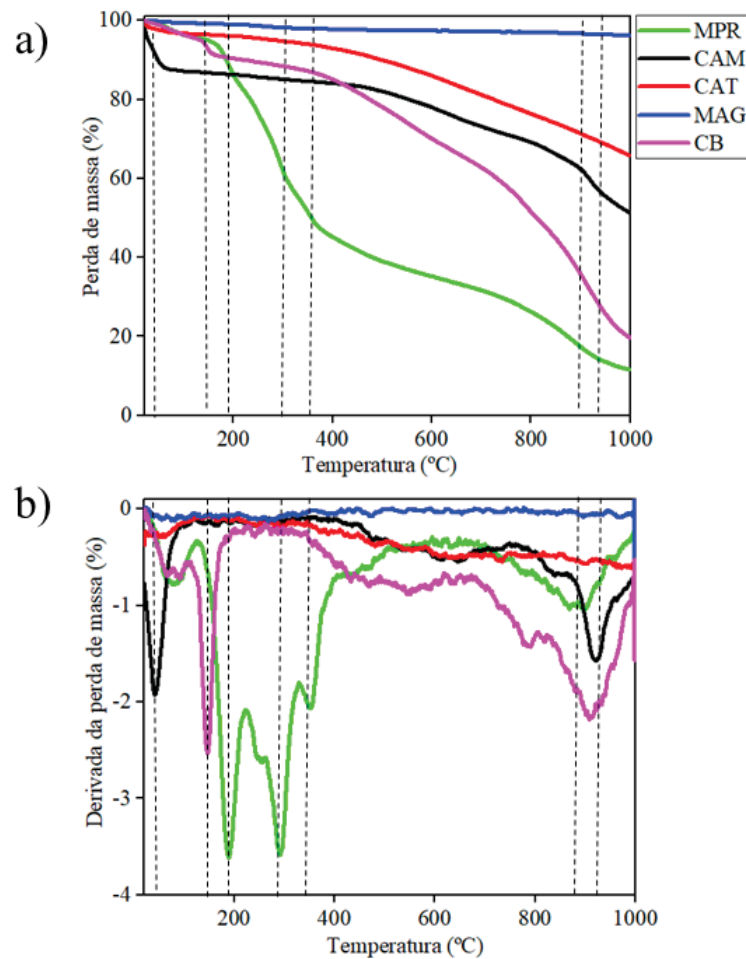 a)
100
80
60
40
20
0
Perda de massa (%)
200
400
600
800
1000
Temperatura (ºC)
MPR
CAM
CAT
MAG
CB
b)
0
-1
-2
-3
-4
Derivada da perda de massa (%)
200
400
600
800
1000
Temperatura (ºC)